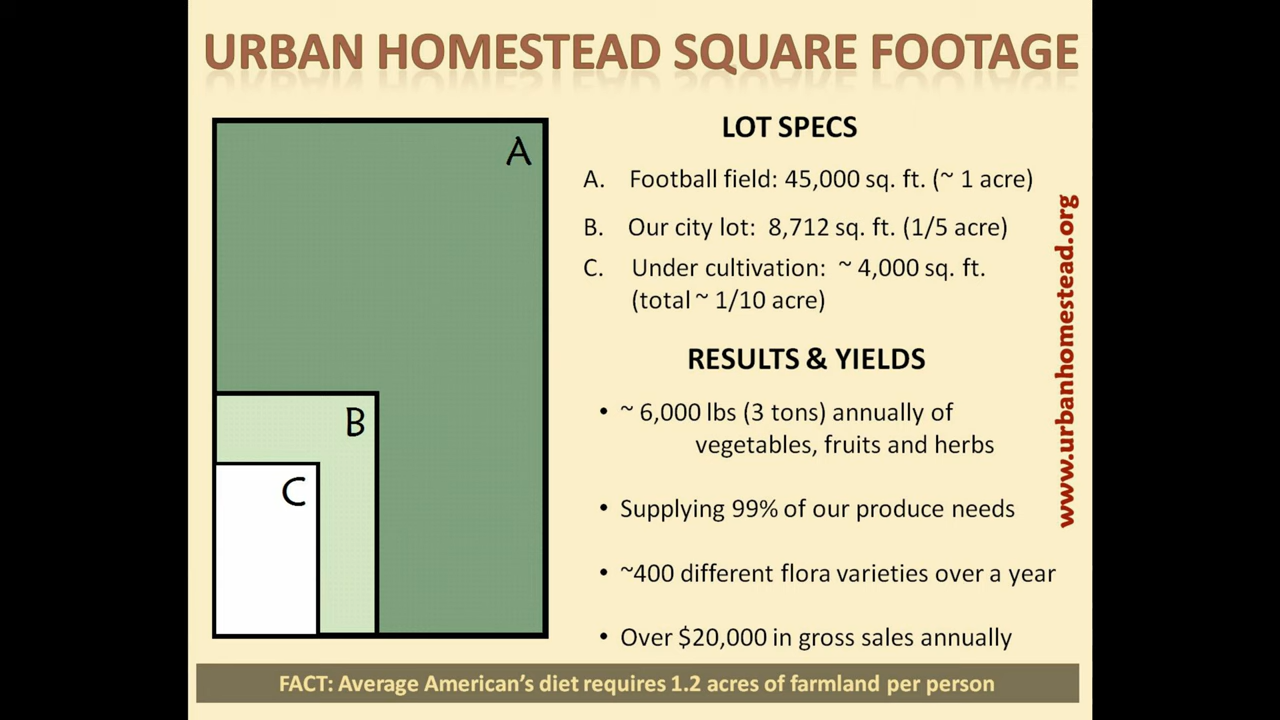 URBAN HOMESTEAD SQUARE FOOTAGE
A
B
C
LOT SPECS
A. Football field: 45,000 sq. ft. (~ 1 acre)
B. Our city lot: 8,712 sq. ft. (1/5 acre)
C. Under cultivation: ~ 4,000 sq. ft.
(total ~ 1/10 acre)
RESULTS & YIELDS
• ~ 6,000 lbs (3 tons) annually of
vegetables, fruits and herbs
• Supplying 99% of our produce needs
• ~400 different flora varieties over a year
• Over $20,000 in gross sales annually
www.urbanhomestead.org
FACT: Average American's diet requires 1.2 acres of farmland per person